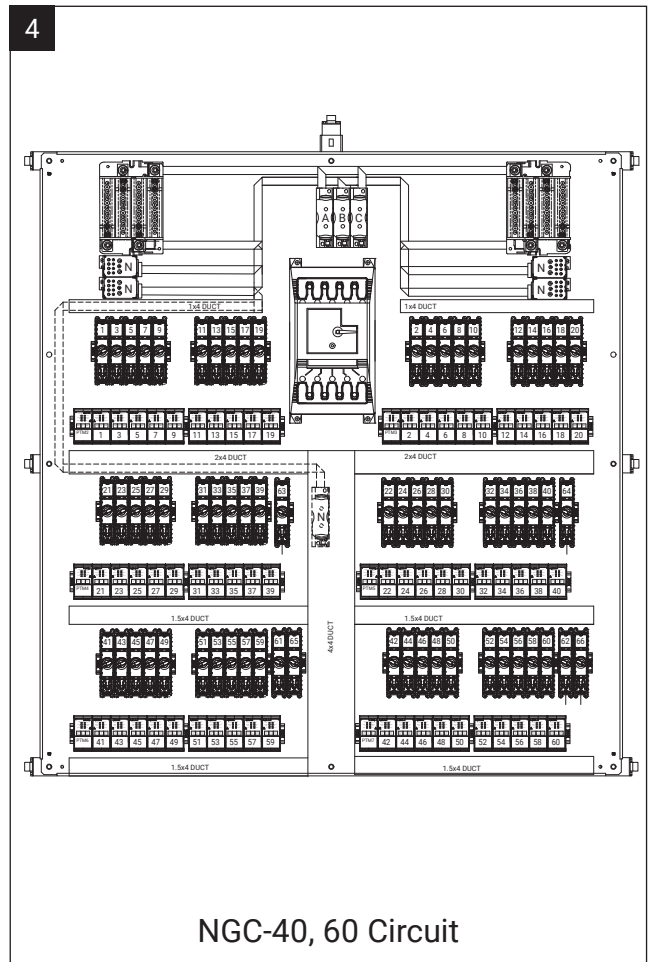 4
A B C
N N
N N
1x4 DUCT 1x4 DUCT
1 3 5 7 9 11 13 15 17 19 2 4 6 8 10 12 14 16 18 20
PTM2 1 3 5 7 9 11 13 15 17 19 PTM3 2 4 6 8 10 12 14 16 18 20
2x4 DUCT 2x4 DUCT
21 23 25 27 29 31 33 35 37 39 63 N 22 24 26 28 30 32 34 36 38 40 64
PTM4 21 23 25 27 29 31 33 35 37 39 PTM5 22 24 26 28 30 32 34 36 38 40
1.5x4 DUCT 1.5x4 DUCT
4x4 DUCT
41 43 45 47 49 51 53 55 57 59 61 65 42 44 46 48 50 52 54 56 58 60 62 66
PTM6 41 43 45 47 49 51 53 55 57 59 PTM7 42 44 46 48 50 52 54 56 58 60
1.5x4 DUCT 1.5x4 DUCT
NGC-40, 60 Circuit